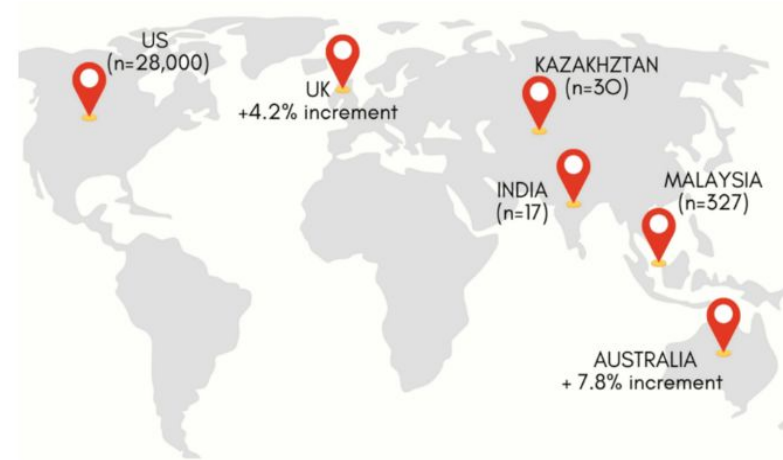 US
(n=28,000)
UK
+4.2% increment
KAZAKHZTAN
(n=30)
INDIA
(n=17)
MALAYSIA
(n=327)
AUSTRALIA
+ 7.8% increment